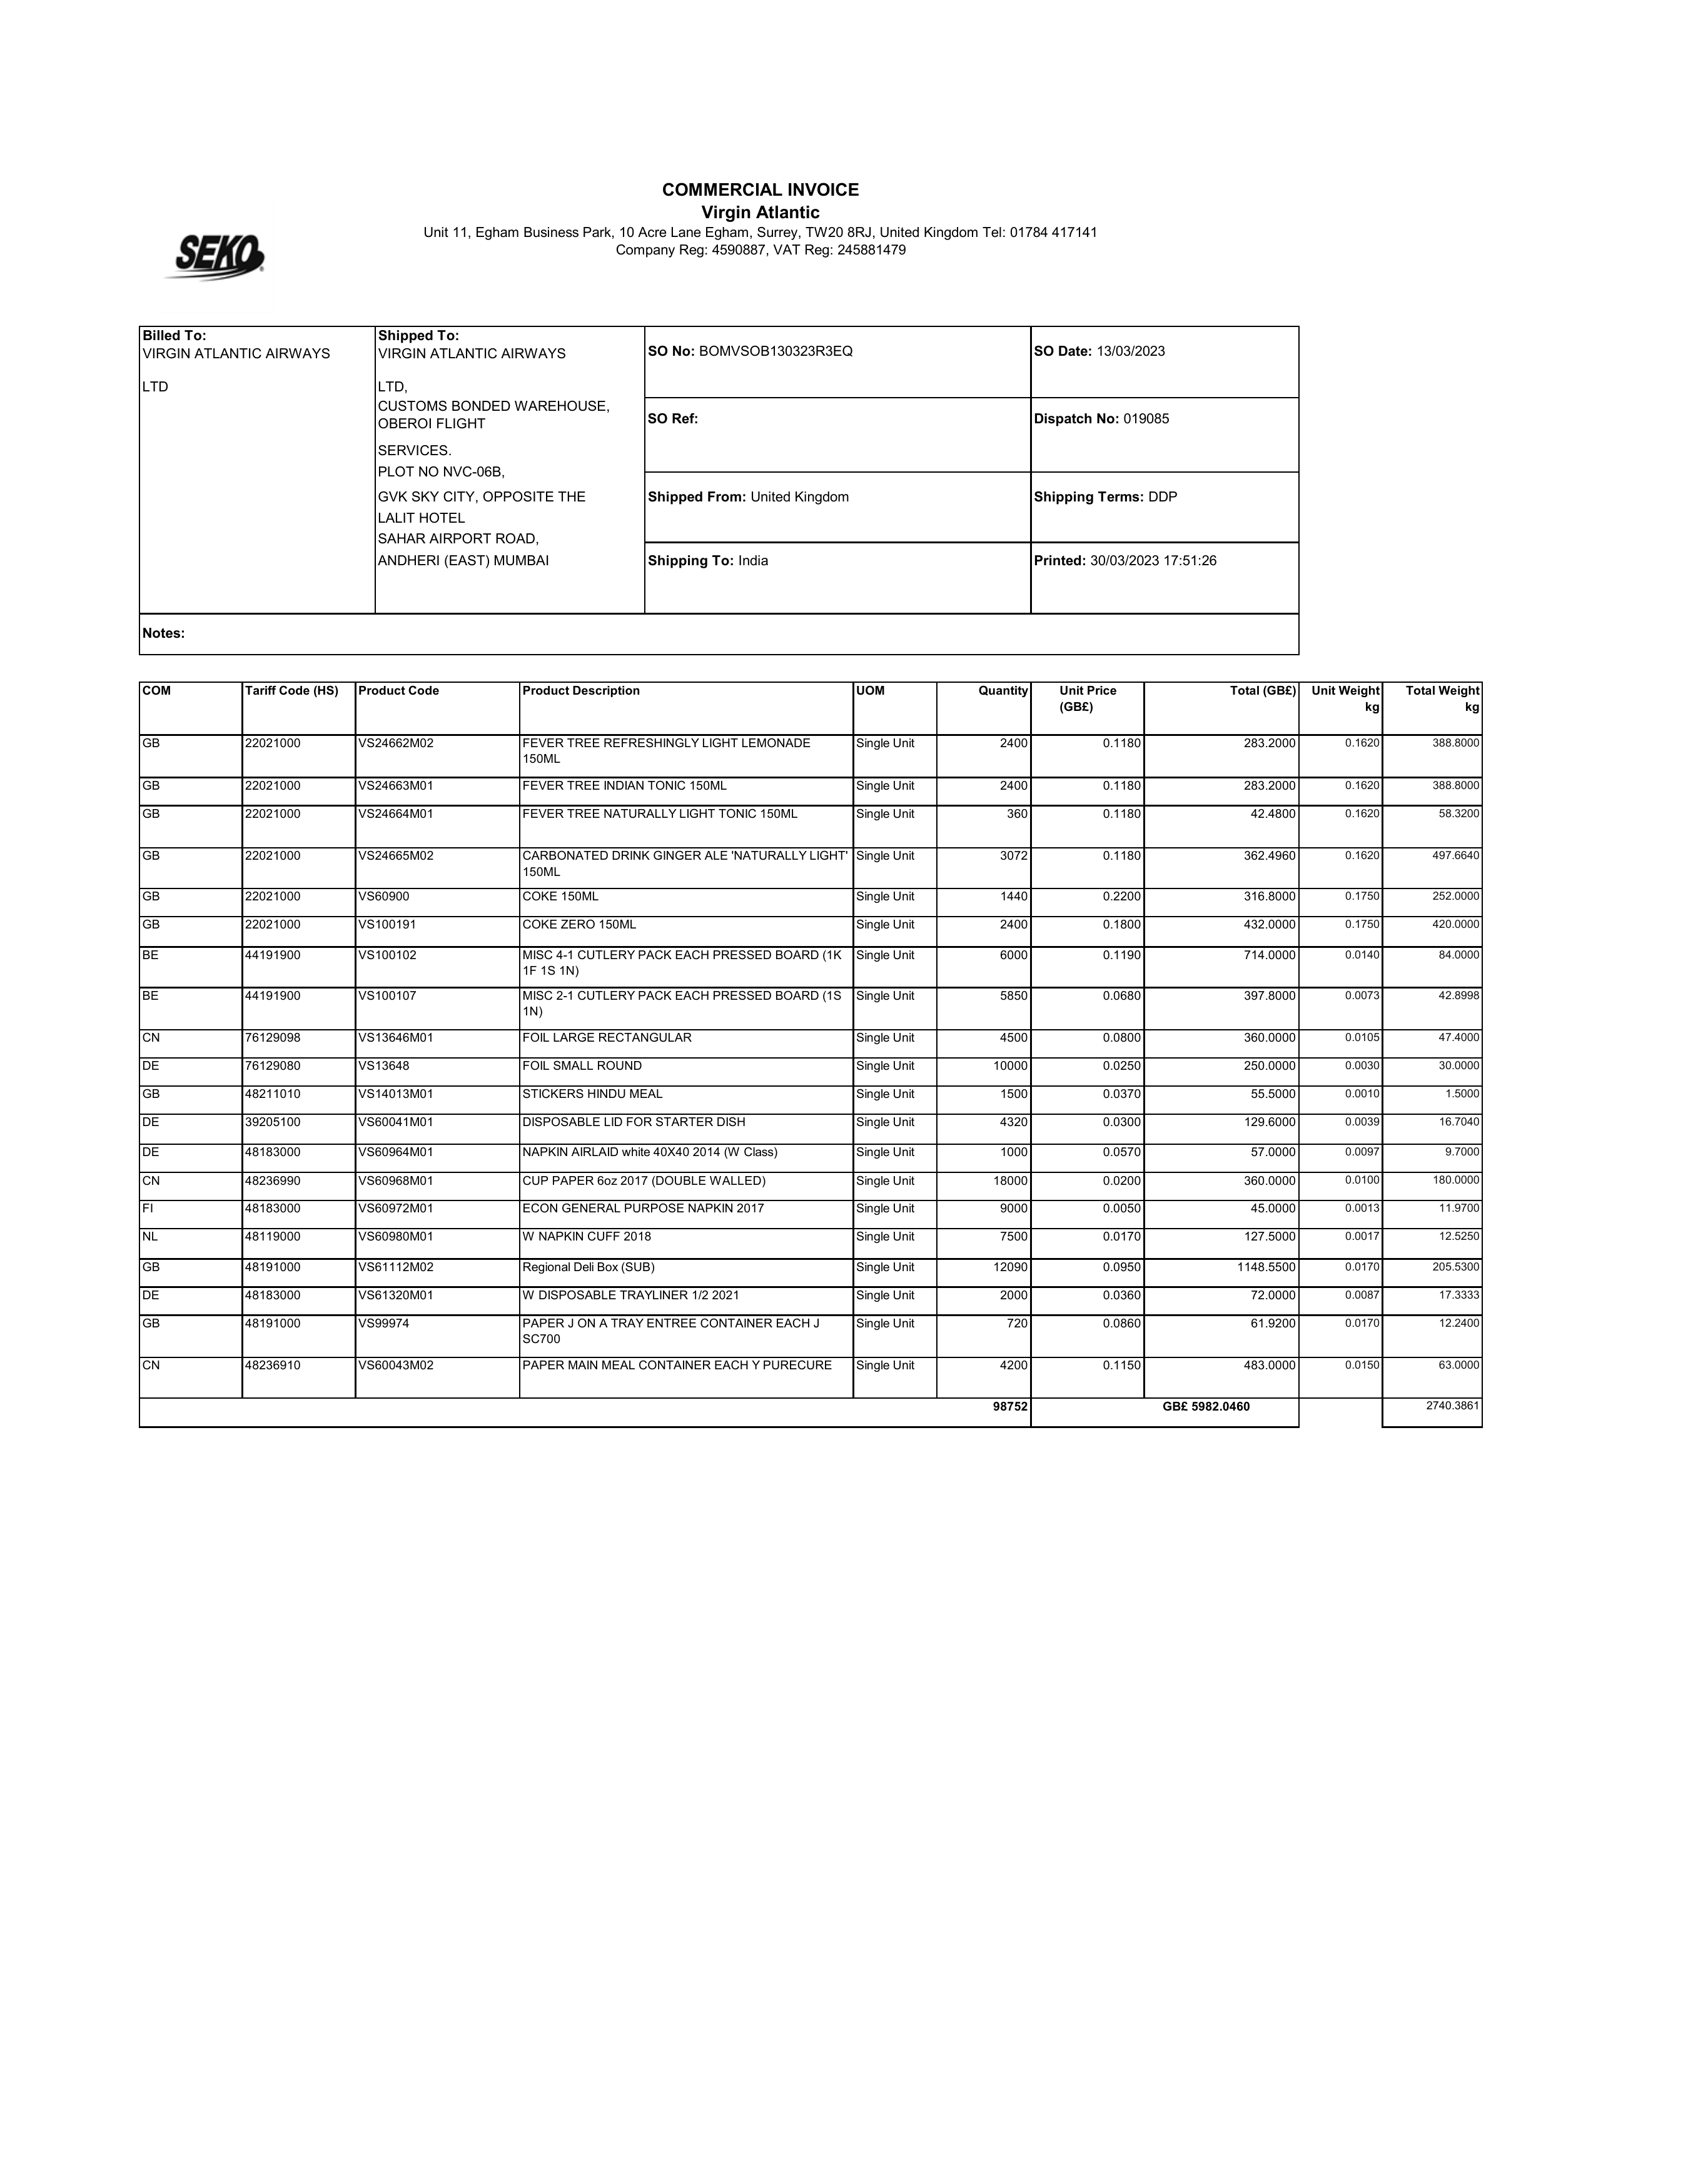 COMMERCIAL INVOICE
Virgin Atlantic
Unit 11, Egham Business Park, 10 Acre Lane Egham, Surrey, TW20 8RJ, United Kingdom Tel: 01784 417141
Company Reg: 4590887, VAT Reg: 245881479
SEKO
Billed To:
VIRGIN ATLANTIC AIRWAYS
LTD
Shipped To:
VIRGIN ATLANTIC AIRWAYS
LTD,
CUSTOMS BONDED WAREHOUSE,
OBEROI FLIGHT
SERVICES.
PLOT NO NVC-06B,
GVK SKY CITY, OPPOSITE THE
LALIT HOTEL
SAHAR AIRPORT ROAD,
ANDHERI (EAST) MUMBAI
SO No: BOMVSOB130323R3EQ
SO Date: 13/03/2023
SO Ref:
Dispatch No: 019085
Shipped From: United Kingdom
Shipping Terms: DDP
Shipping To: India
Printed: 30/03/2023 17:51:26
Notes:
COM Tariff Code (HS) Product Code Product Description UOM Quantity Unit Price Total (GB£) Unit Weight Total Weight
(GB£) kg kg
GB 22021000 VS24662M02 FEVER TREE REFRESHINGLY LIGHT LEMONADE Single Unit 2400 0.1180 283.2000 0.1620 388.8000
150ML
GB 22021000 VS24663M01 FEVER TREE INDIAN TONIC 150ML Single Unit 2400 0.1180 283.2000 0.1620 388.8000
GB 22021000 VS24664M01 FEVER TREE NATURALLY LIGHT TONIC 150ML Single Unit 360 0.1180 42.4800 0.1620 58.3200
GB 22021000 VS24665M02 CARBONATED DRINK GINGER ALE 'NATURALLY LIGHT' Single Unit 3072 0.1180 362.4960 0.1620 497.6640
150ML
GB 22021000 VS60900 COKE 150ML Single Unit 1440 0.2200 316.8000 0.1750 252.0000
GB 22021000 VS100191 COKE ZERO 150ML Single Unit 2400 0.1800 432.0000 0.1750 420.0000
BE 44191900 VS100102 MISC 4-1 CUTLERY PACK EACH PRESSED BOARD (1K Single Unit 6000 0.1190 714.0000 0.0140 84.0000
1F 1S 1N)
BE 44191900 VS100107 MISC 2-1 CUTLERY PACK EACH PRESSED BOARD (1S Single Unit 5850 0.0680 397.8000 0.0073 42.8998
1N)
CN 76129098 VS13646M01 FOIL LARGE RECTANGULAR Single Unit 4500 0.0800 360.0000 0.0105 47.4000
DE 76129080 VS13648 FOIL SMALL ROUND Single Unit 10000 0.0250 250.0000 0.0030 30.0000
GB 48211010 VS14013M01 STICKERS HINDU MEAL Single Unit 1500 0.0370 55.5000 0.0010 1.5000
DE 39205100 VS60041M01 DISPOSABLE LID FOR STARTER DISH Single Unit 4320 0.0300 129.6000 0.0039 16.7040
DE 48183000 VS60964M01 NAPKIN AIRLAID white 40X40 2014 (W Class) Single Unit 1000 0.0570 57.0000 0.0097 9.7000
CN 48236990 VS60968M01 CUP PAPER 6oz 2017 (DOUBLE WALLED) Single Unit 18000 0.0200 360.0000 0.0100 180.0000
FI 48183000 VS60972M01 ECON GENERAL PURPOSE NAPKIN 2017 Single Unit 9000 0.0050 45.0000 0.0013 11.9700
NL 48119000 VS60980M01 W NAPKIN CUFF 2018 Single Unit 7500 0.0170 127.5000 0.0017 12.5250
GB 48191000 VS61112M02 Regional Deli Box (SUB) Single Unit 12090 0.0950 1148.5500 0.0170 205.5300
DE 48183000 VS61320M01 W DISPOSABLE TRAYLINER 1/2 2021 Single Unit 2000 0.0360 72.0000 0.0087 17.3333
GB 48191000 VS99974 PAPER J ON A TRAY ENTREE CONTAINER EACH J Single Unit 720 0.0860 61.9200 0.0170 12.2400
SC700
CN 48236910 VS60043M02 PAPER MAIN MEAL CONTAINER EACH Y PURECURE Single Unit 4200 0.1150 483.0000 0.0150 63.0000
98752 GB£ 5982.0460 2740.3861